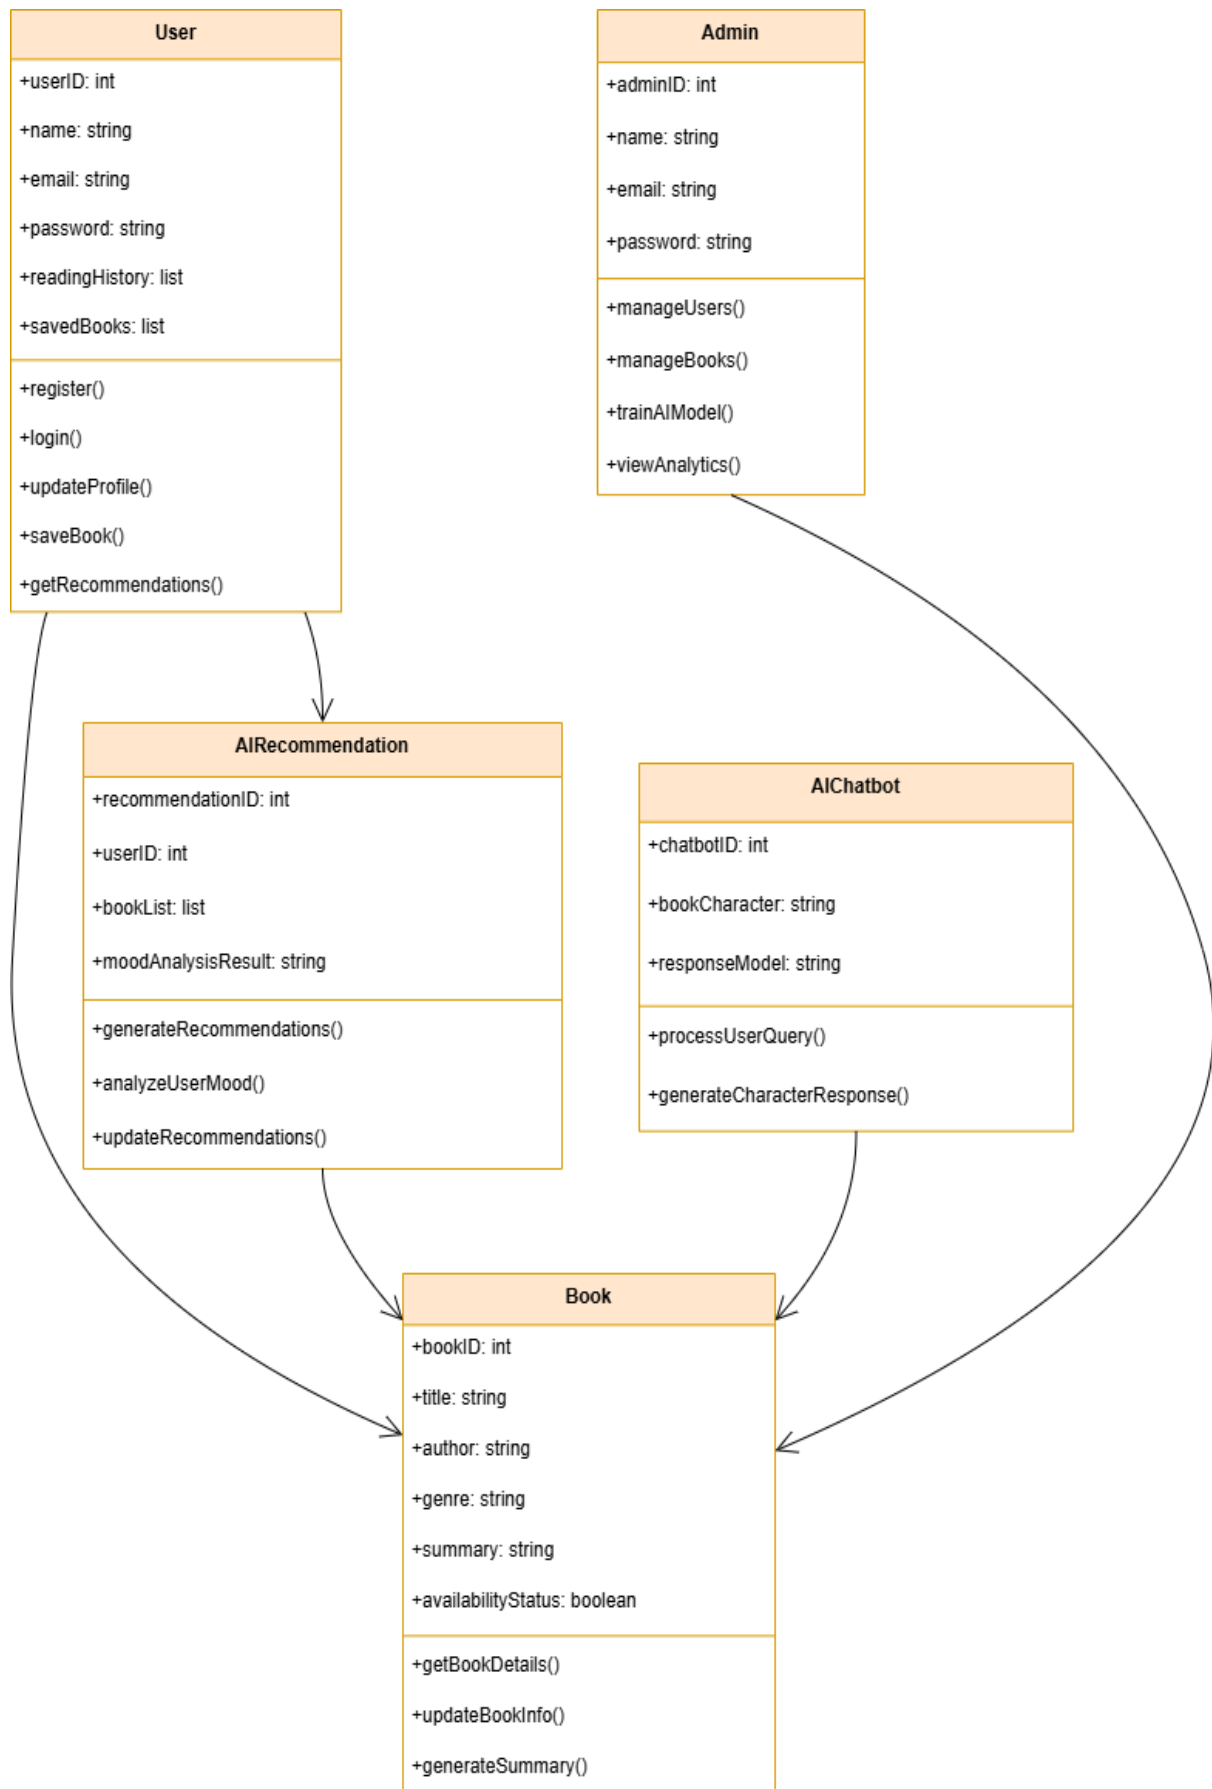 User
+userID: int
+name: string
+email: string
+password: string
+readingHistory: list
+savedBooks: list
+register()
+login()
+updateProfile()
+saveBook()
+getRecommendations()
Admin
+adminID: int
+name: string
+email: string
+password: string
+manageUsers()
+manageBooks()
+trainAIModel()
+viewAnalytics()
AIRecommendation
+recommendationID: int
+userID: int
+bookList: list
+moodAnalysisResult: string
+generateRecommendations()
+analyzeUserMood()
+updateRecommendations()
AIChatbot
+chatbotID: int
+bookCharacter: string
+responseModel: string
+processUserQuery()
+generateCharacterResponse()
Book
+bookID: int
+title: string
+author: string
+genre: string
+summary: string
+availabilityStatus: boolean
+getBookDetails()
+updateBookInfo()
+generateSummary()